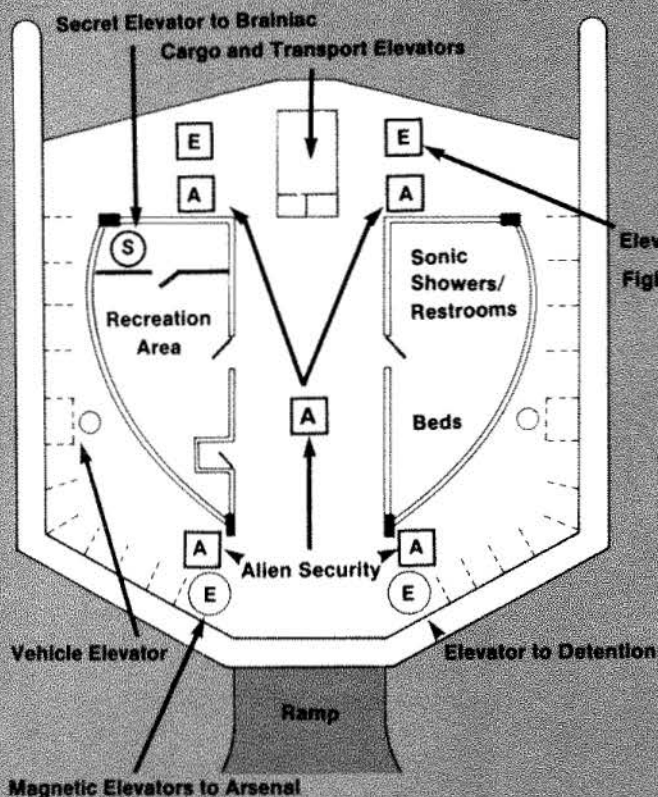 Secret Elevator to Brainiac
Cargo and Transport Elevators
E
E
A
A
S
Sonic
Showers/
Restrooms
Recreation
Area
A
Beds
A
Alien Security
A
E
E
Vehicle Elevator
Elevator to Detention
Ramp
Magnetic Elevators to Arsenal